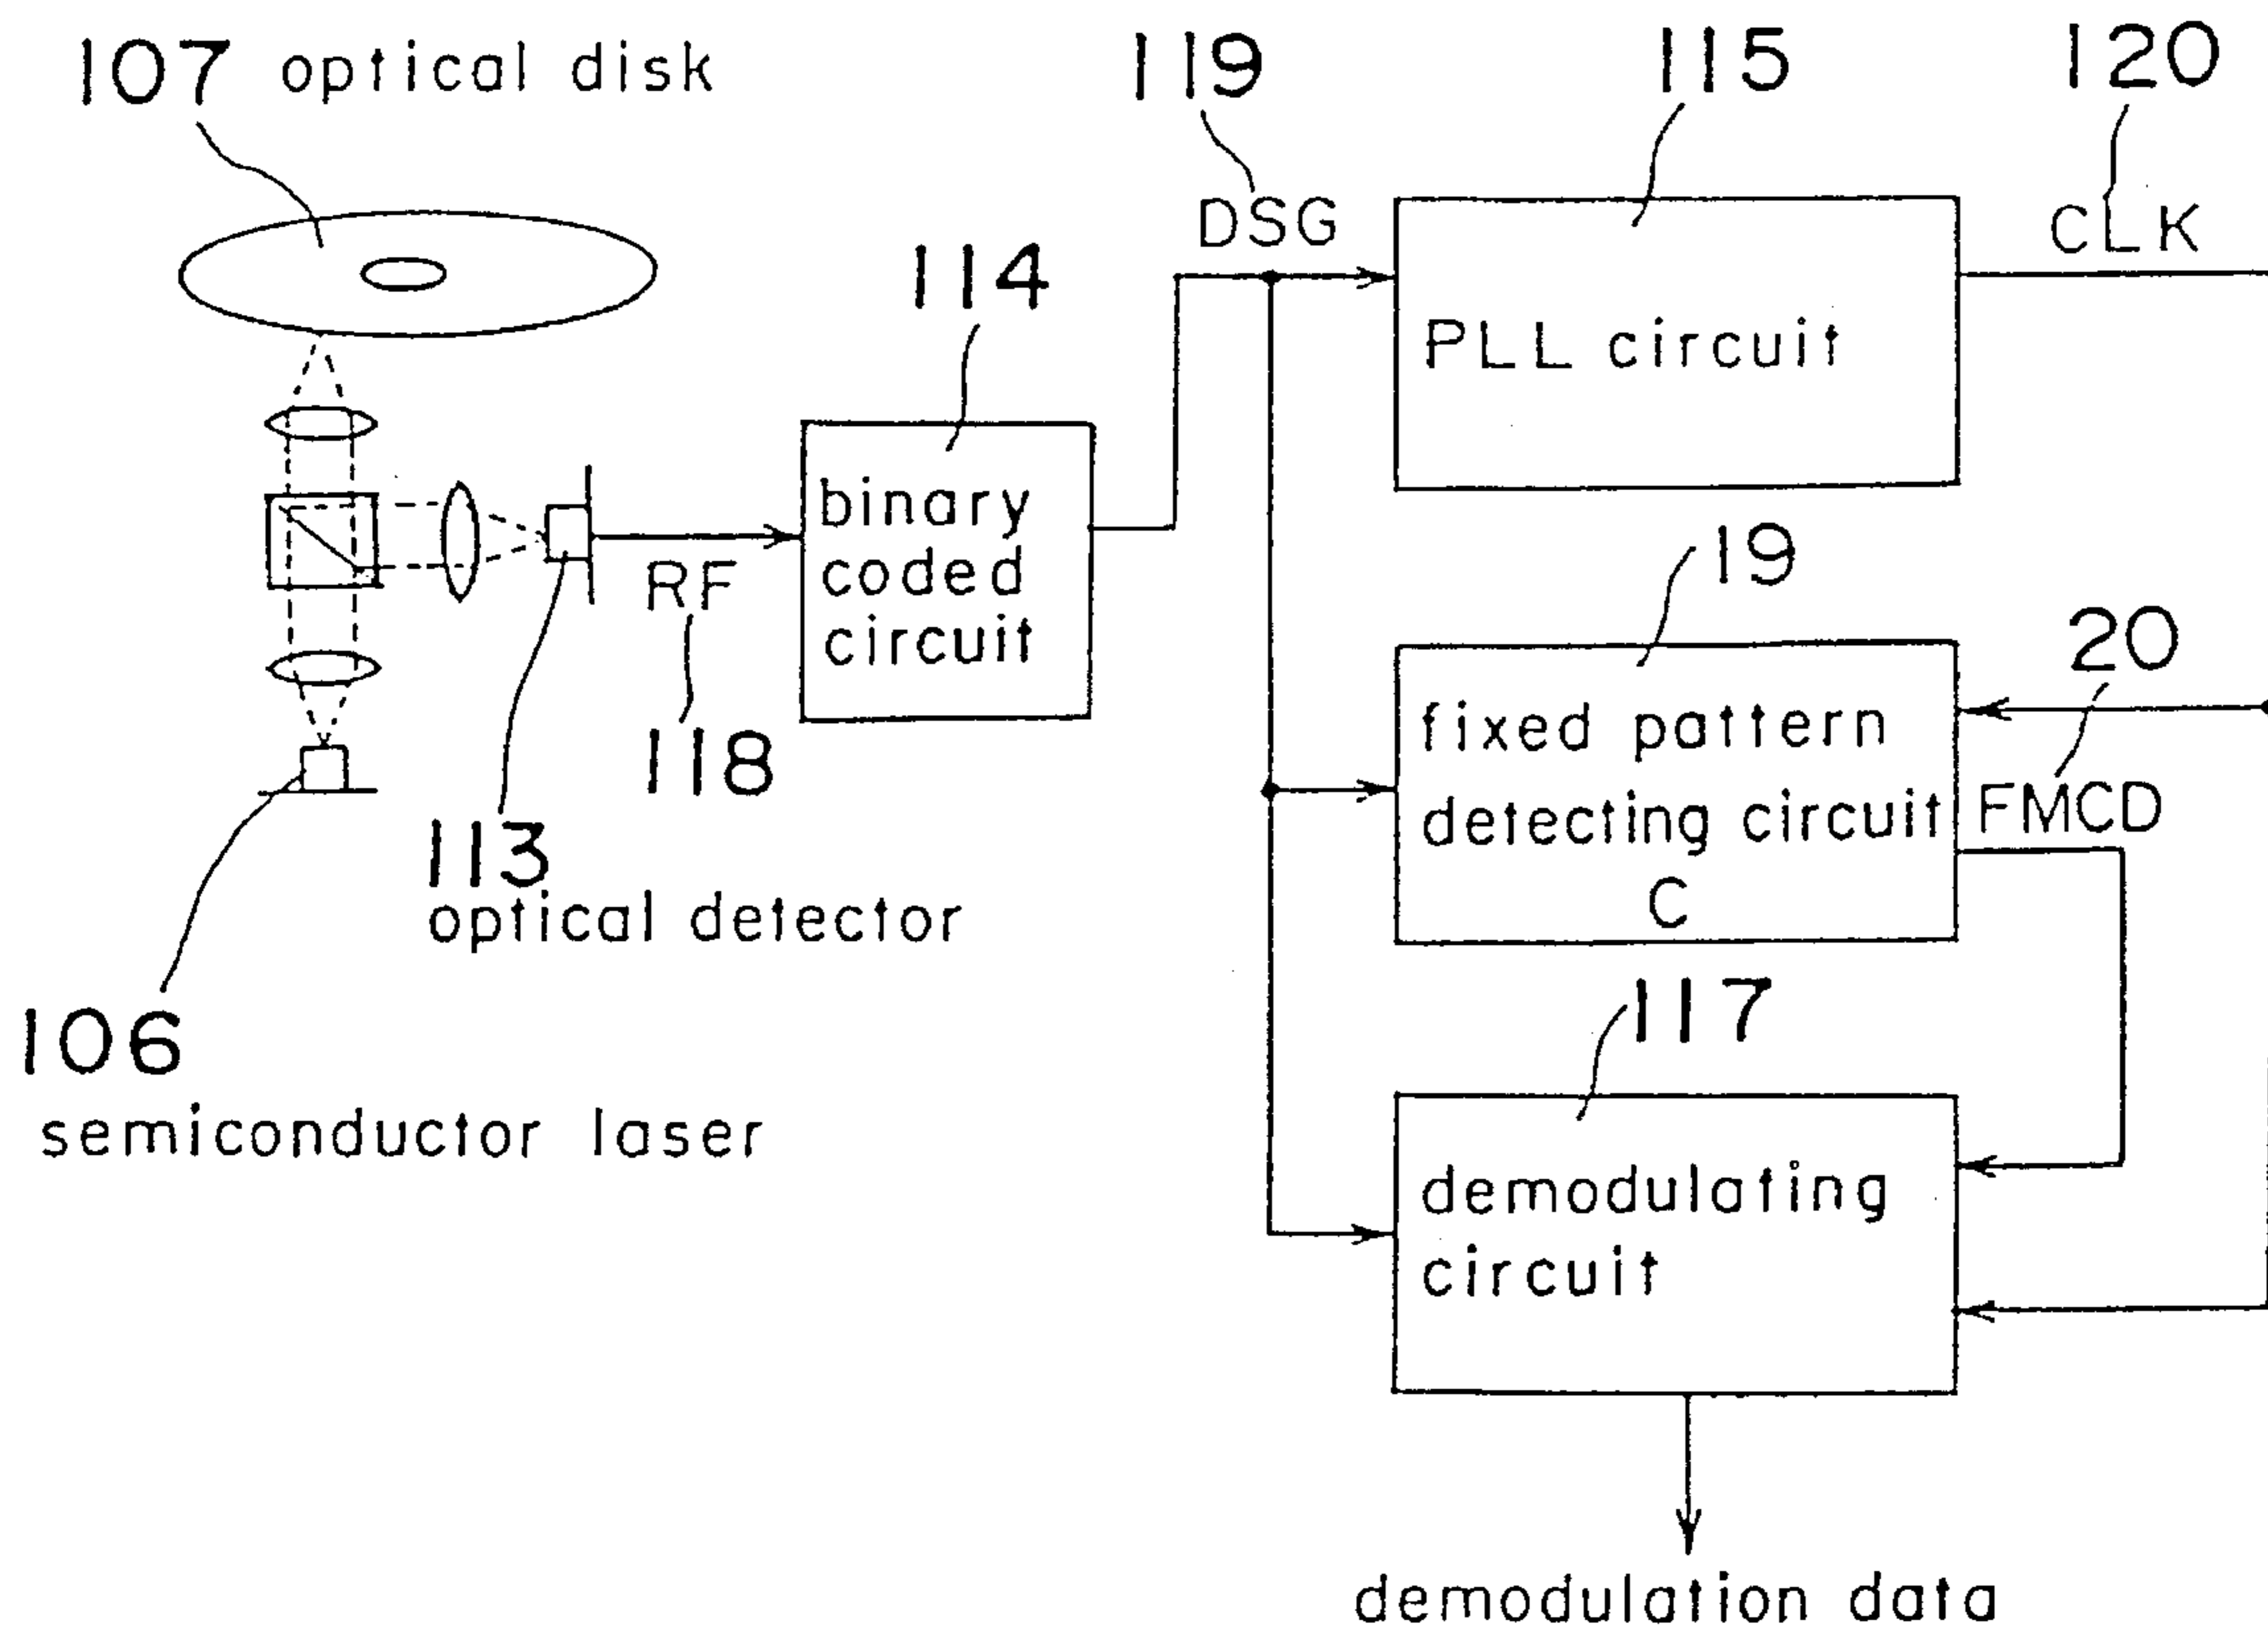 107 optical disk
119
115
120
DSG
CLK
114
PLL circuit
binary
coded
circuit
RF
118
19
20
fixed pattern
detecting circuit
C
FMCD
113
optical detector
106
semiconductor laser
117
demodulating
circuit
demodulation data